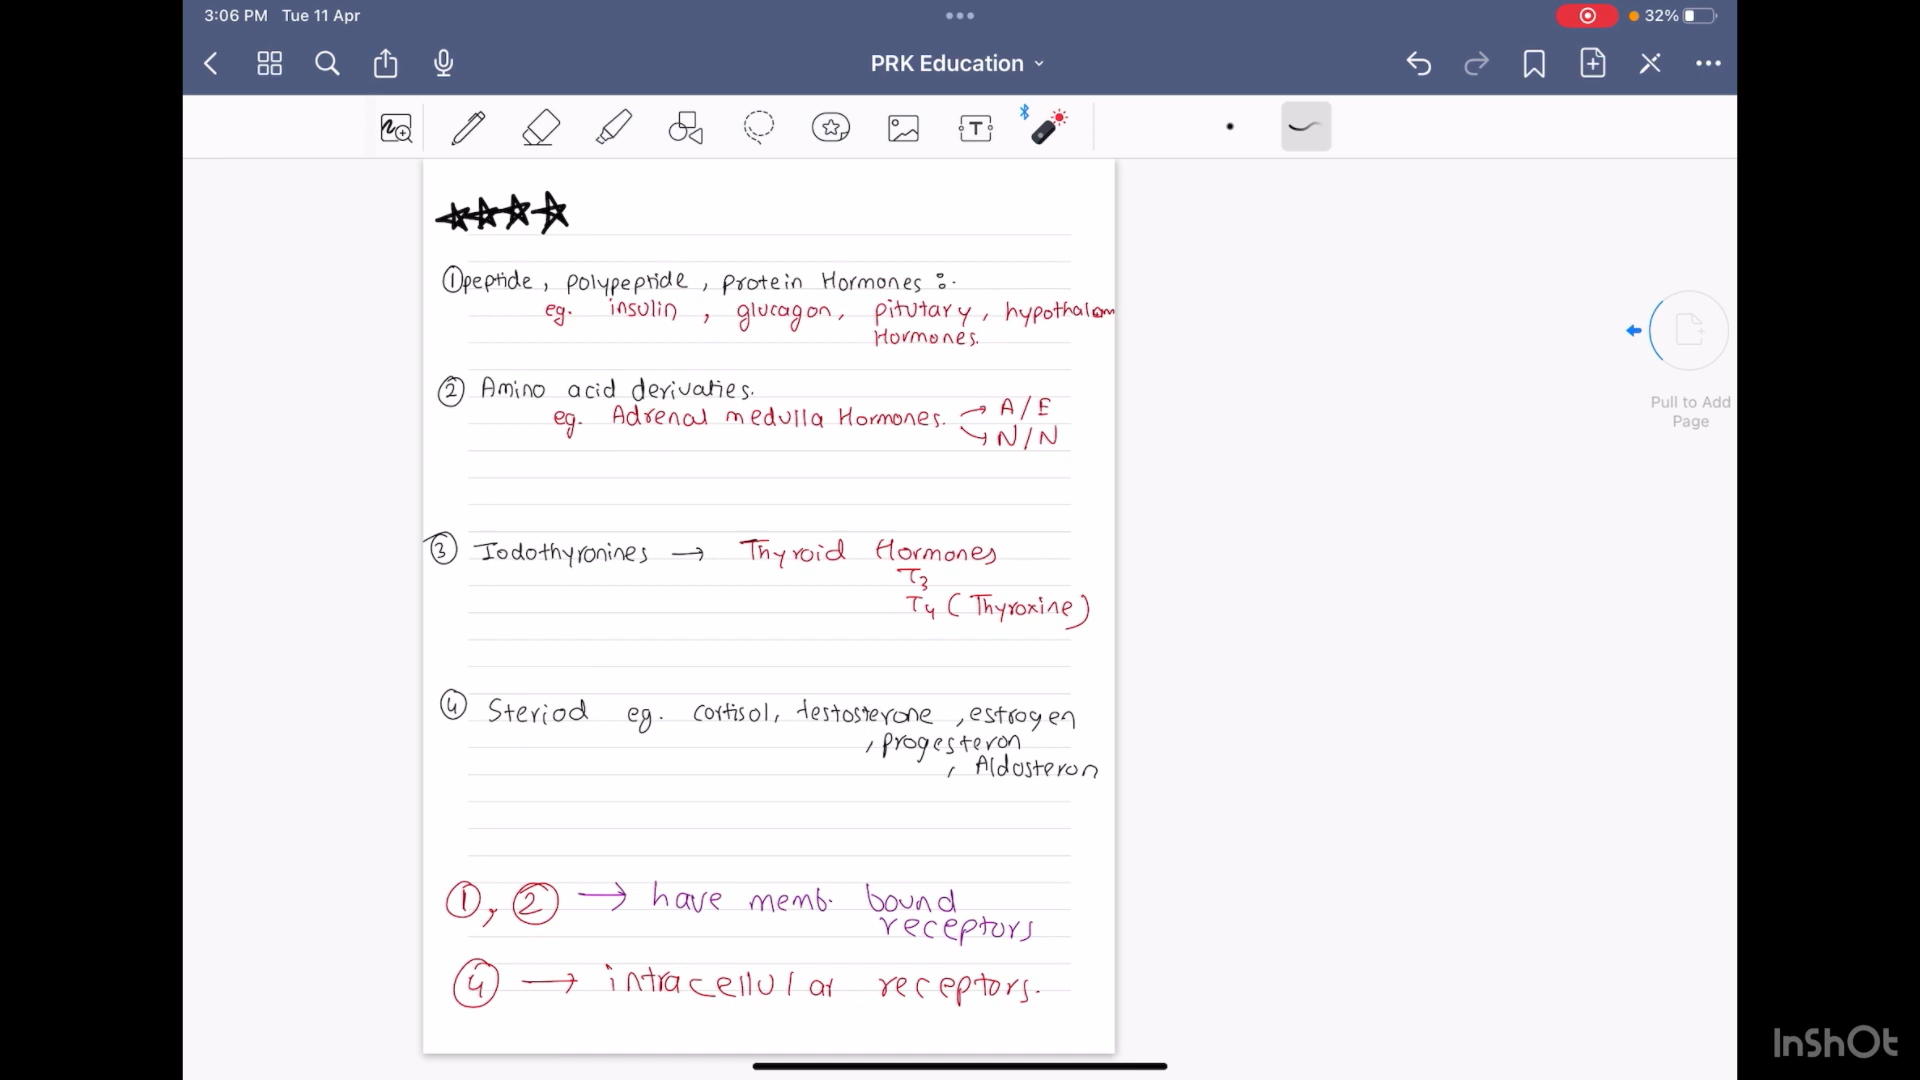 3:06 PM Tue 11 Apr
32%
PRK Education
T
① peptide, polypeptide, protein Hormones :-
eg. insulin, glucagon, pitutary, hypothalam
Hormones.
② Amino acid derivaties.
eg. Adrenal medulla Hormones. → A/E
→ N/N
③ Iodothyronines → Thyroid Hormones
T3
T4 (Thyroxine)
④ Steriod eg. cortisol, testosterone, estrogen
, progesteron
, Aldosteron
①, ② → have memb. bound
receptors
④ → intracellular receptors.
Pull to Add
Page
InShOt